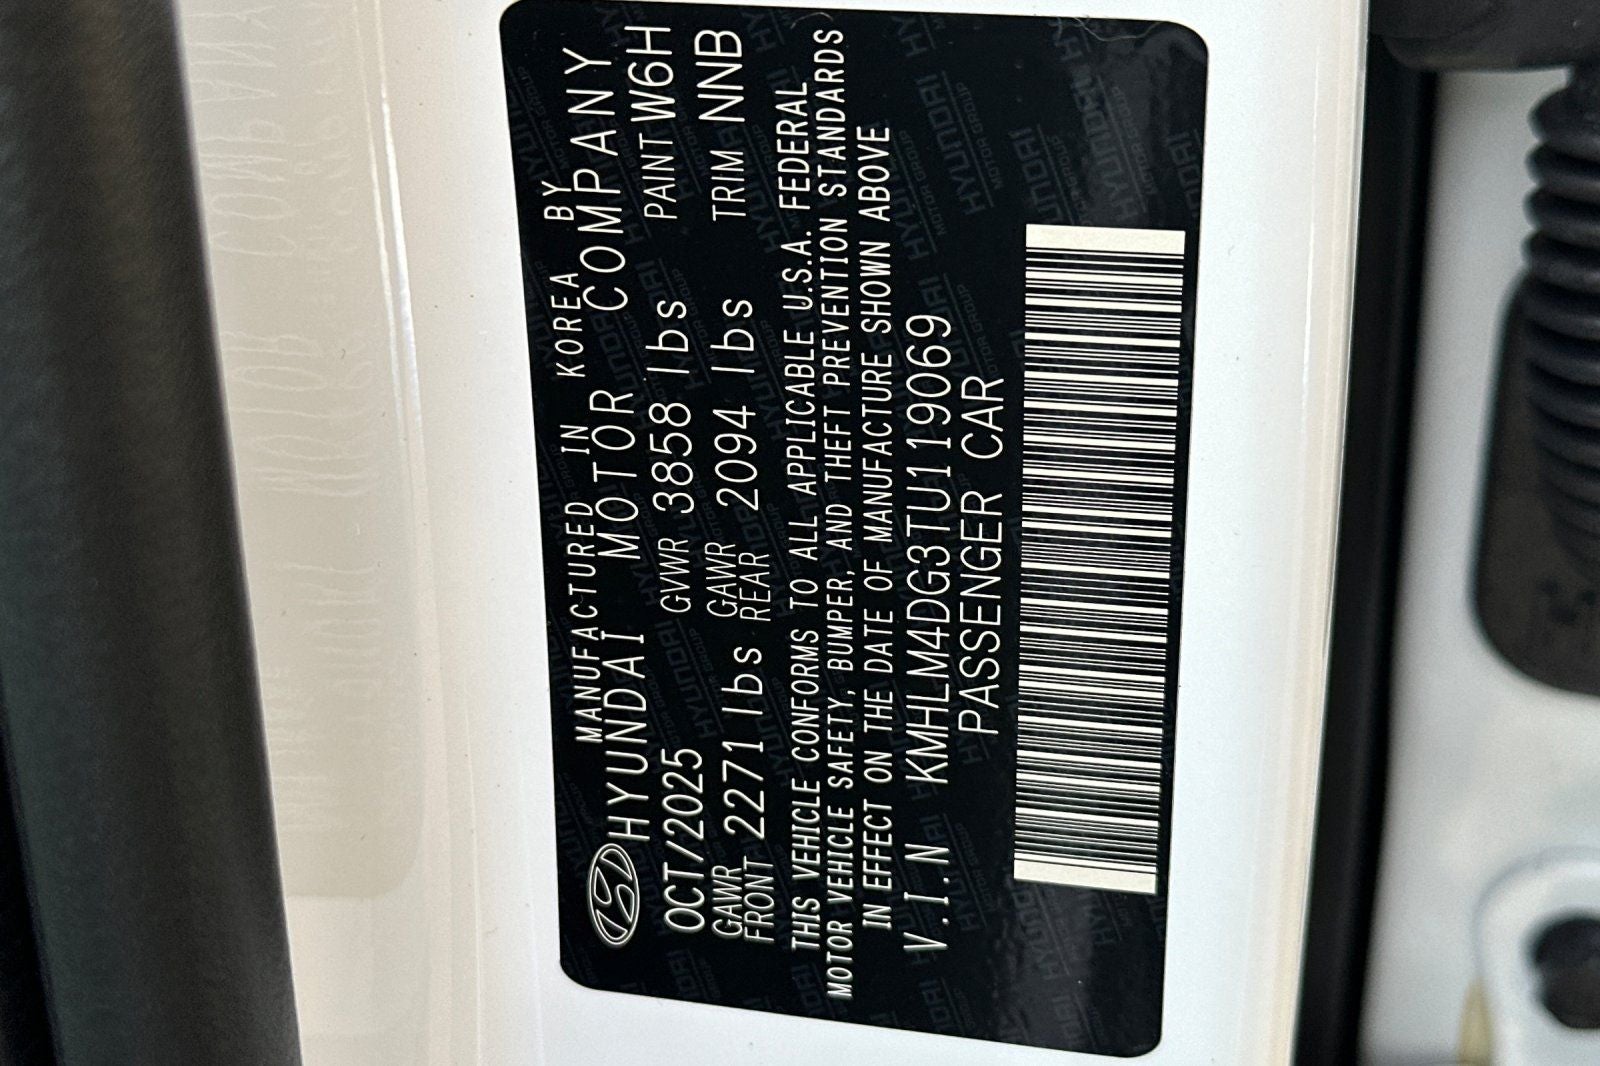 MANUFACTURED IN KOREA BY
HYUNDAI MOTOR COMPANY
OCT/2025 GVWR 3858 lbs PAINT W6H
GAWR FRONT 2271 lbs GAWR REAR 2094 lbs TRIM NNB
THIS VEHICLE CONFORMS TO ALL APPLICABLE U.S.A. FEDERAL
MOTOR VEHICLE SAFETY, BUMPER, AND THEFT PREVENTION STANDARDS
IN EFFECT ON THE DATE OF MANUFACTURE SHOWN ABOVE
V.I.N KMHLM4DG3TU119069
PASSENGER CAR